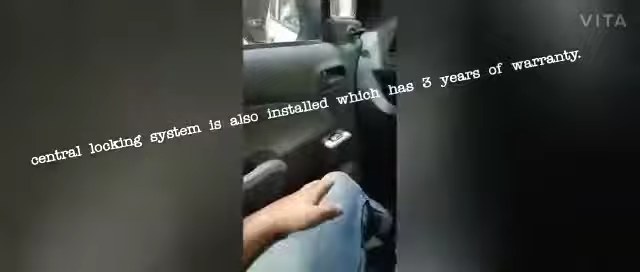 VITA
central locking system is also installed which has 3 years of warranty.